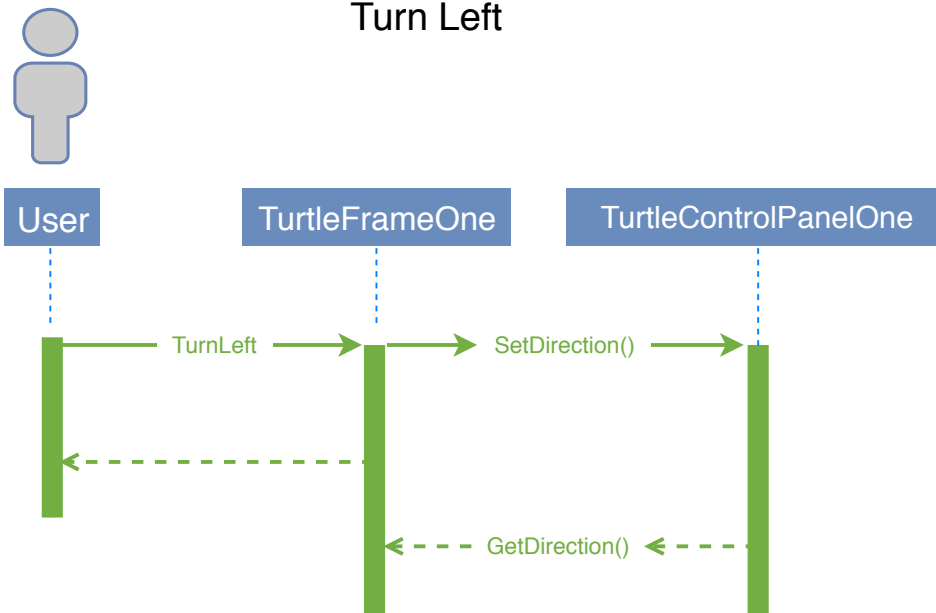 Turn Left
User
TurtleFrameOne
TurtleControlPanelOne
TurnLeft
SetDirection()
GetDirection()